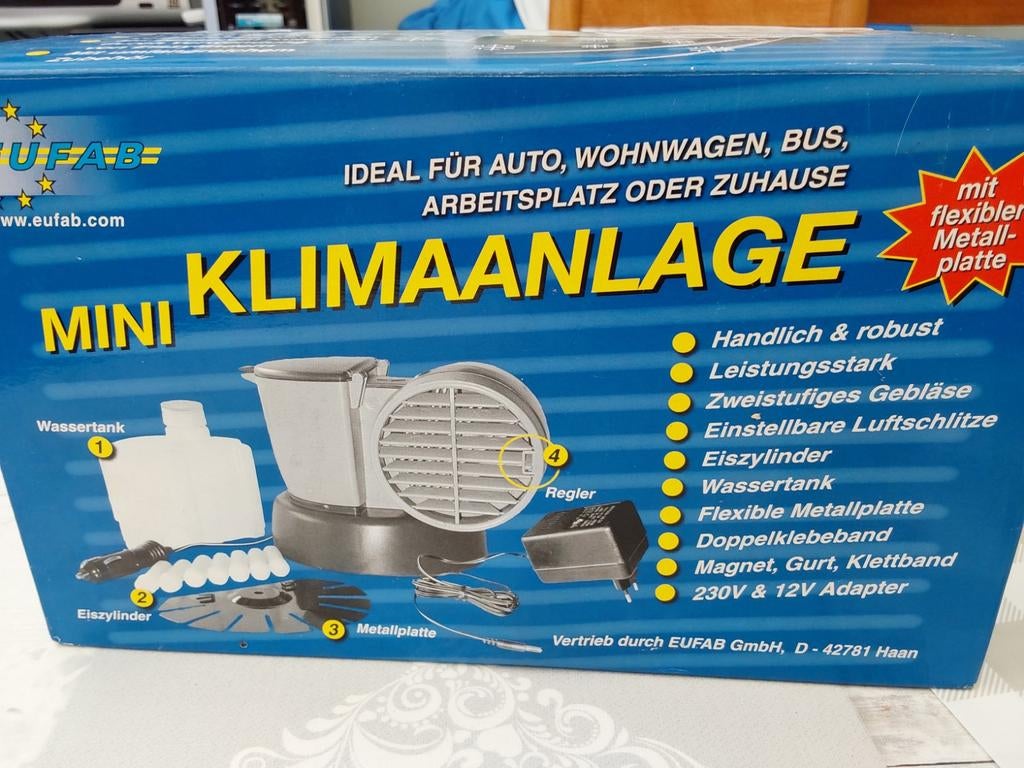 Zubehör
EUFAB
www.eufab.com
IDEAL FÜR AUTO, WOHNWAGEN, BUS,
ARBEITSPLATZ ODER ZUHAUSE
mit
flexibler
Metall-
platte
MINI KLIMAANLAGE
Handlich & robust
Leistungsstark
Zweistufiges Gebläse
Einstellbare Luftschlitze
Eiszylinder
Wassertank
Flexible Metallplatte
Doppelklebeband
Magnet, Gurt, Klettband
230V & 12V Adapter
Wassertank
1
4
Regler
2
Eiszylinder
3
Metallplatte
Vertrieb durch EUFAB GmbH, D - 42781 Haan